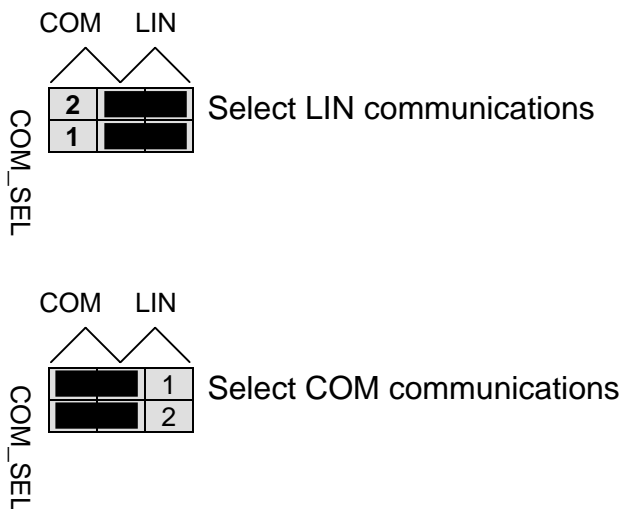 COM LIN
2
Select LIN communications
1
COM_SEL
COM LIN
1
Select COM communications
2
COM_SEL